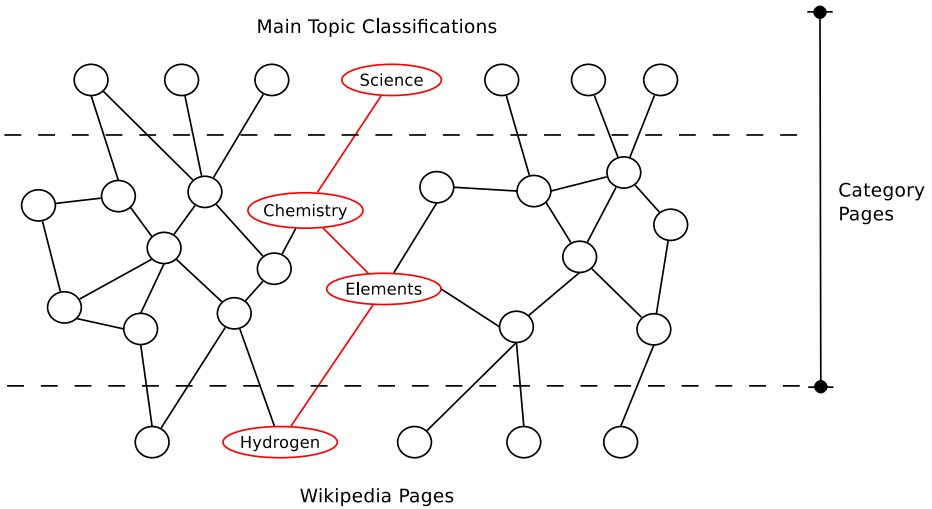 Main Topic Classifications
Science
Category
Pages
Chemistry
Elements
Hydrogen
Wikipedia Pages